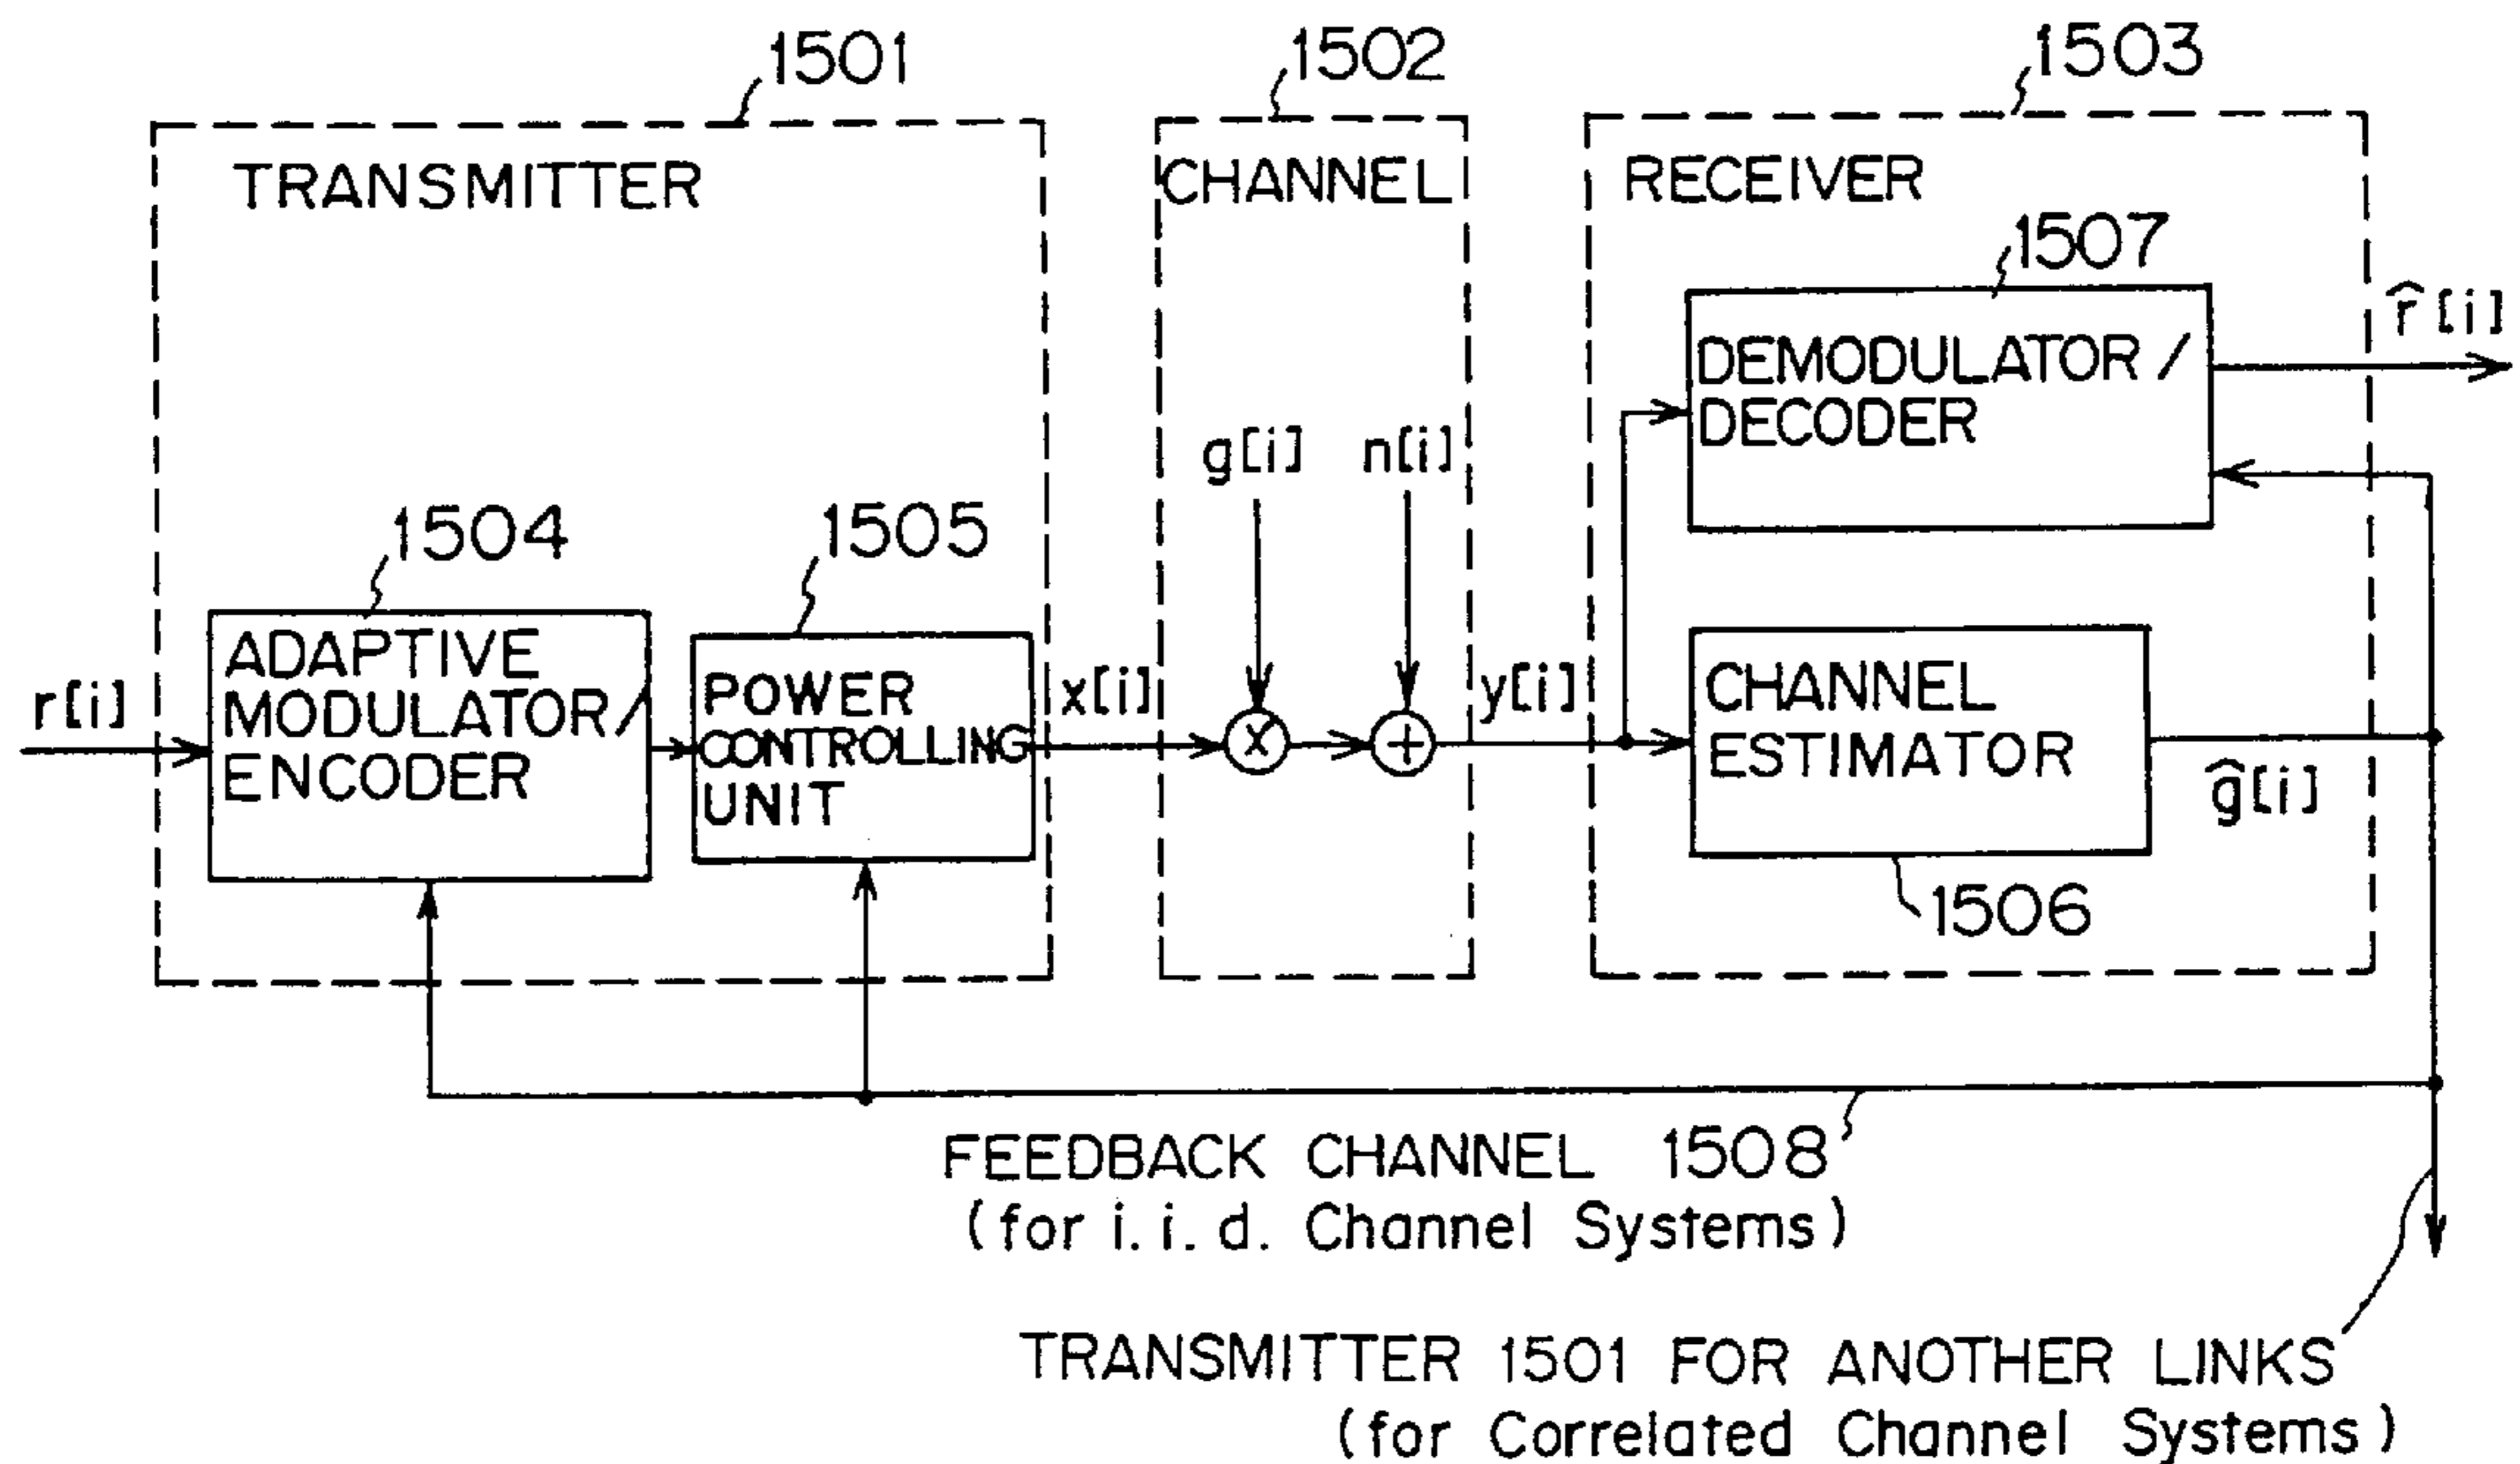 1501
1502
1503
TRANSMITTER
CHANNEL
RECEIVER
1507
r̂[i]
DEMODULATOR/
DECODER
g[i]
n[i]
1504
1505
ADAPTIVE
MODULATOR/
ENCODER
r[i]
POWER
CONTROLLING
UNIT
x[i]
y[i]
CHANNEL
ESTIMATOR
ĝ[i]
1506
FEEDBACK CHANNEL 1508
(for i.i.d. Channel Systems)
TRANSMITTER 1501 FOR ANOTHER LINKS
(for Correlated Channel Systems)